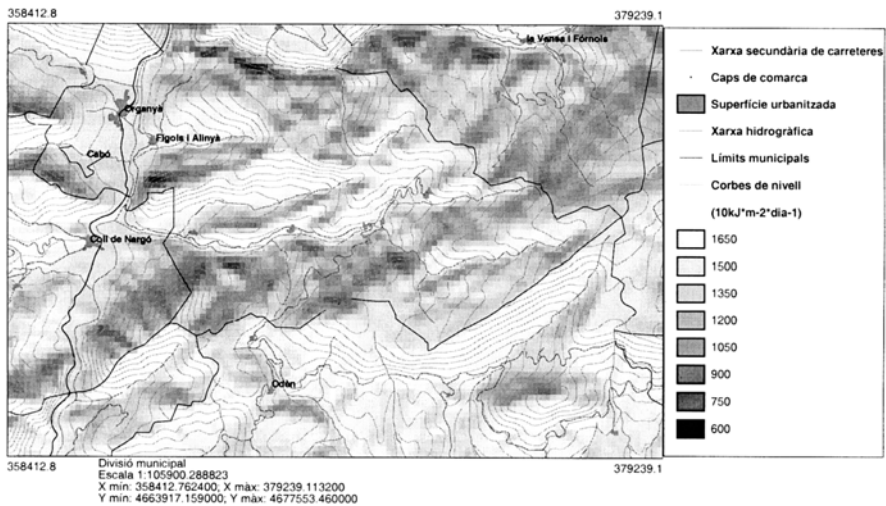 358412.8
379239.1
la Vansa i Fórnols
Organyà
Fígols i Alinyà
Cabó
Coll de Nargó
Odèn
358412.8
379239.1
Divisió municipal
Escala 1:105900.288823
X mín: 358412.762400; X màx: 379239.113200
Y mín: 4663917.159000; Y màx: 4677553.460000
Xarxa secundària de carreteres
Caps de comarca
Superfície urbanitzada
Xarxa hidrogràfica
Límits municipals
Corbes de nivell
(10kJ*m-2*dia-1)
1650
1500
1350
1200
1050
900
750
600